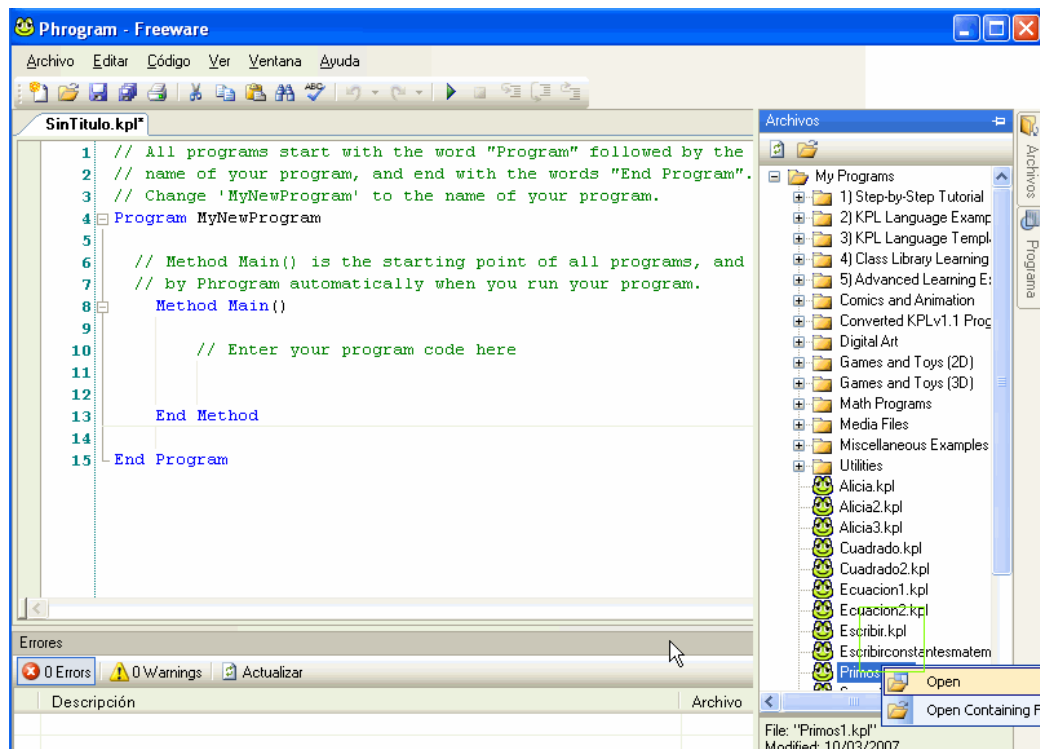 Phrogram - Freeware
Archivo Editar Código Ver Ventana Ayuda
ABC
SinTitulo.kpl*
1 // All programs start with the word "Program" followed by the
2 // name of your program, and end with the words "End Program".
3 // Change 'MyNewProgram' to the name of your program.
4 Program MyNewProgram
5
6 // Method Main() is the starting point of all programs, and
7 // by Phrogram automatically when you run your program.
8 Method Main()
9
10 // Enter your program code here
11
12
13 End Method
14
15 End Program
Errores
0 Errors 0 Warnings Actualizar
Descripción Archivo
Archivos
My Programs
1) Step-by-Step Tutorial
2) KPL Language Examp
3) KPL Language Templ
4) Class Library Learning
5) Advanced Learning E
Comics and Animation
Converted KPLv1.1 Prog
Digital Art
Games and Toys (2D)
Games and Toys (3D)
Math Programs
Media Files
Miscellaneous Examples
Utilities
Alicia.kpl
Alicia2.kpl
Alicia3.kpl
Cuadrado.kpl
Cuadrado2.kpl
Ecuacion1.kpl
Ecuacion2.kpl
Escribir.kpl
Escribirconstantesmatem
Primos
Open
Open Containing F
File: "Primos1.kpl"
Modified: 10/03/2007
Archivos
Programa